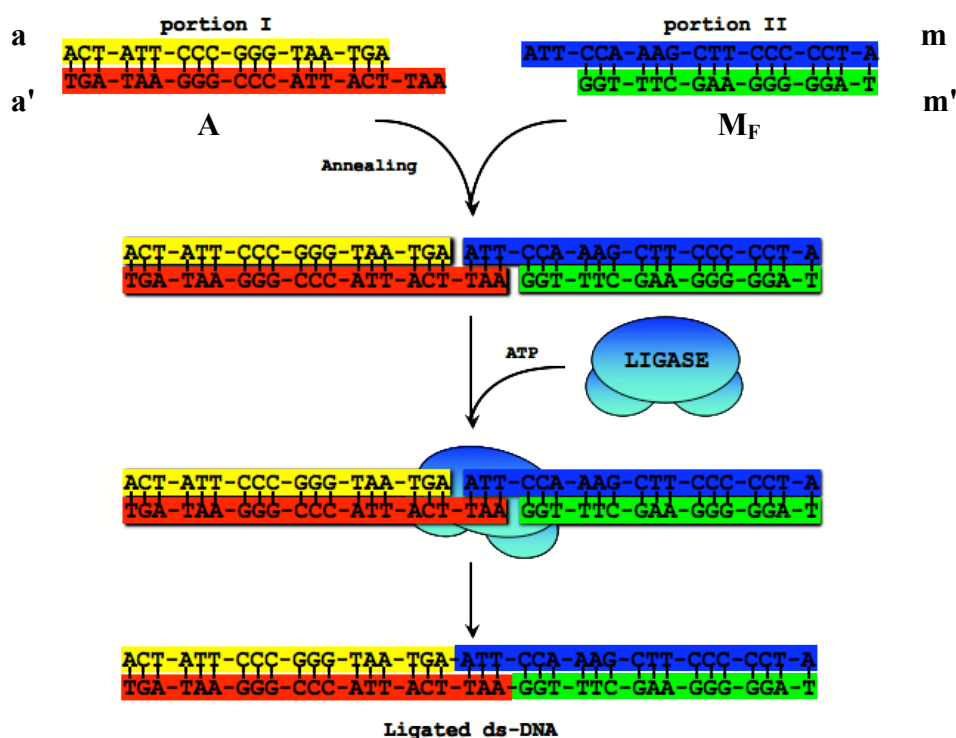 portion I portion II
a ACT-ATT-CCC-GGG-TAA-TGA ATT-CCA-AAG-CTT-CCC-CCT-A m
a' TGA-TAA-GGG-CCC-ATT-ACT-TAA GGT-TTC-GAA-GGG-GGA-T m'
A MF
Annealing
ACT-ATT-CCC-GGG-TAA-TGA ATT-CCA-AAG-CTT-CCC-CCT-A
TGA-TAA-GGG-CCC-ATT-ACT-TAA GGT-TTC-GAA-GGG-GGA-T
ATP LIGASE
ACT-ATT-CCC-GGG-TAA-TGA ATT-CCA-AAG-CTT-CCC-CCT-A
TGA-TAA-GGG-CCC-ATT-ACT-TAA GGT-TTC-GAA-GGG-GGA-T
ACT-ATT-CCC-GGG-TAA-TGA-ATT-CCA-AAG-CTT-CCC-CCT-A
TGA-TAA-GGG-CCC-ATT-ACT-TAA-GGT-TTC-GAA-GGG-GGA-T
Ligated ds-DNA